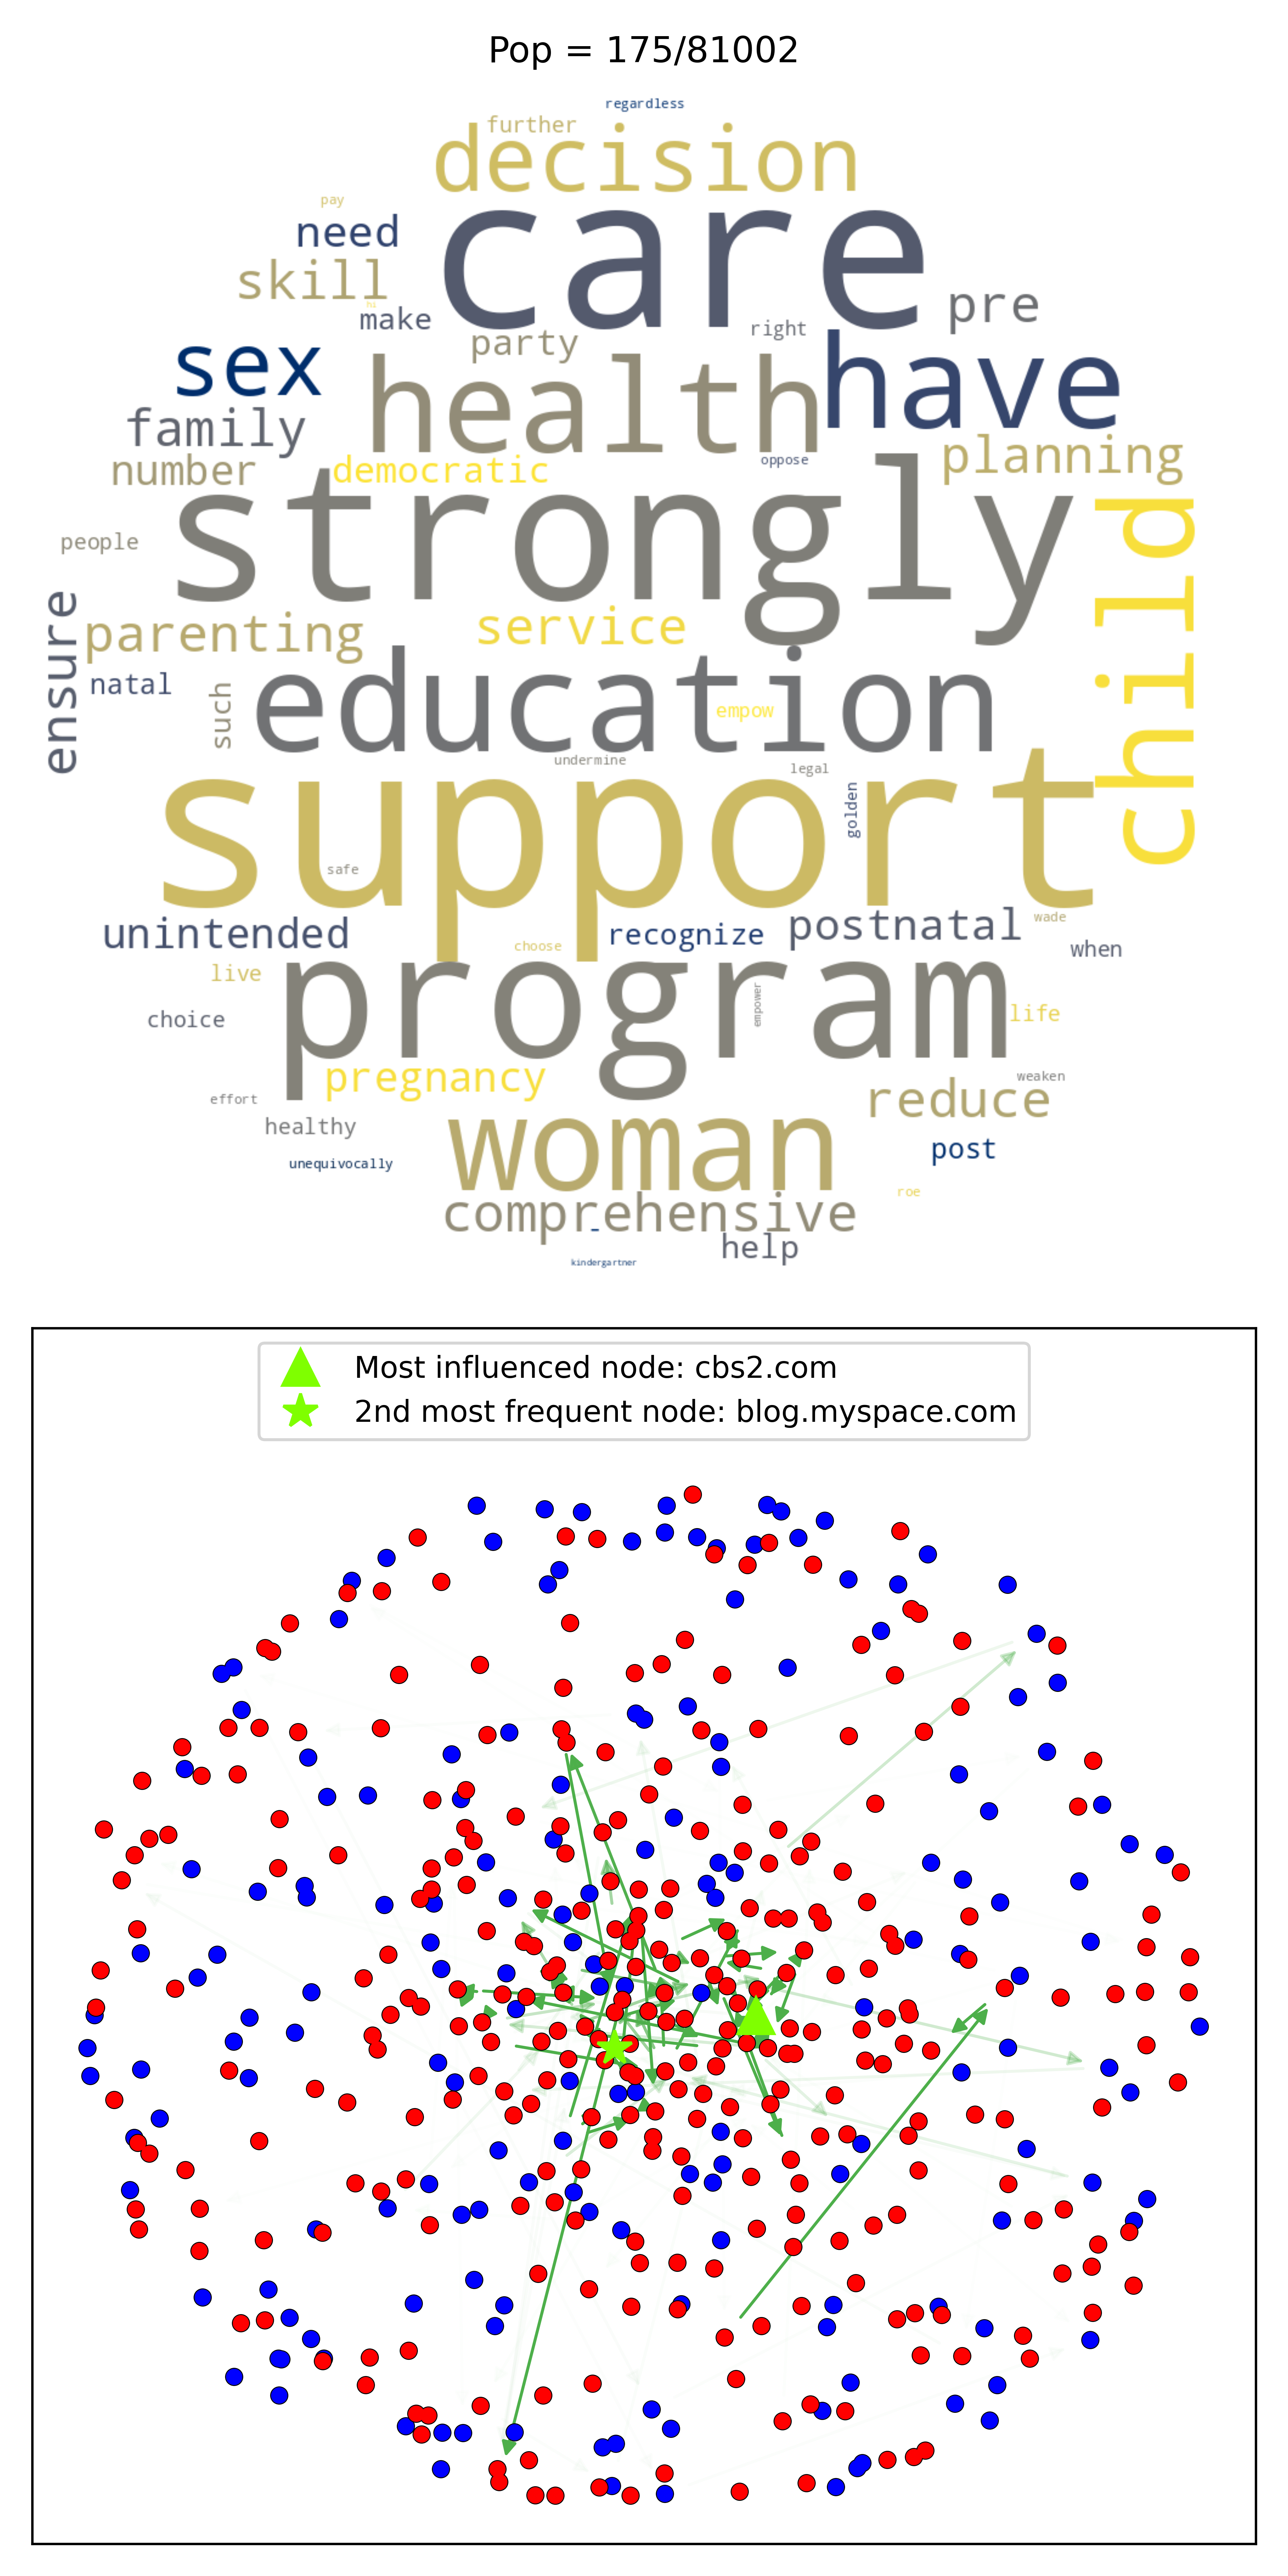 Pop = 175/81002
regardless
further
decision
pay
need
care
skill
hi
make
pre
right
party
sex
health
have
family
number
democratic
oppose
planning
strongly
people
child
ensure
parenting
service
natal
such
education
empow
undermine
legal
support
golden
safe
unintended
recognize
postnatal
wade
choose
when
live
program
empower
choice
life
pregnancy
weaken
effort
reduce
healthy
woman
post
unequivocally
roe
comprehensive
-
help
kindergartner
Most influenced node: cbs2.com
2nd most frequent node: blog.myspace.com